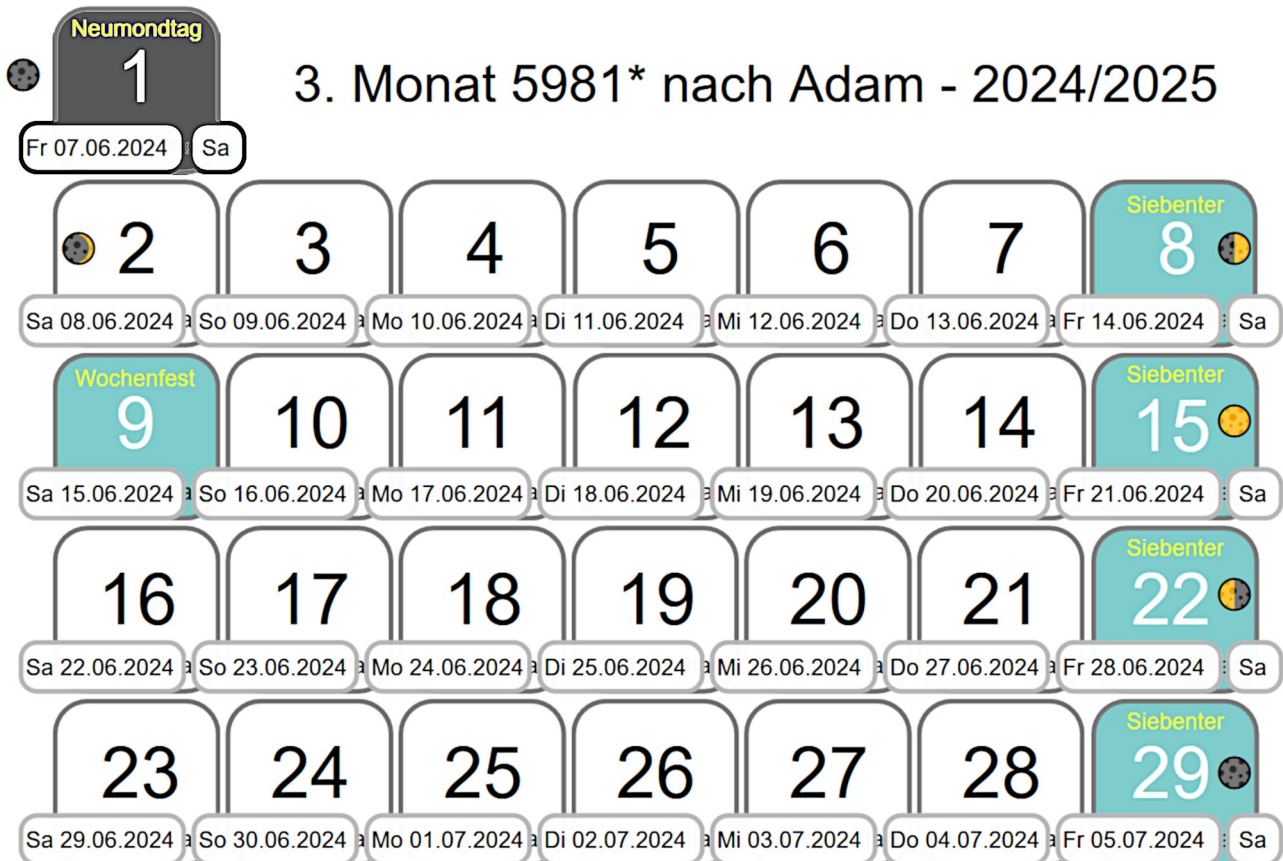 Neumondtag
1
3. Monat 5981* nach Adam - 2024/2025
Fr 07.06.2024 Sa
Siebenter
2 3 4 5 6 7 8
Sa 08.06.2024 So 09.06.2024 Mo 10.06.2024 Di 11.06.2024 Mi 12.06.2024 Do 13.06.2024 Fr 14.06.2024 Sa
Wochenfest Siebenter
9 10 11 12 13 14 15
Sa 15.06.2024 So 16.06.2024 Mo 17.06.2024 Di 18.06.2024 Mi 19.06.2024 Do 20.06.2024 Fr 21.06.2024 Sa
Siebenter
16 17 18 19 20 21 22
Sa 22.06.2024 So 23.06.2024 Mo 24.06.2024 Di 25.06.2024 Mi 26.06.2024 Do 27.06.2024 Fr 28.06.2024 Sa
Siebenter
23 24 25 26 27 28 29
Sa 29.06.2024 So 30.06.2024 Mo 01.07.2024 Di 02.07.2024 Mi 03.07.2024 Do 04.07.2024 Fr 05.07.2024 Sa